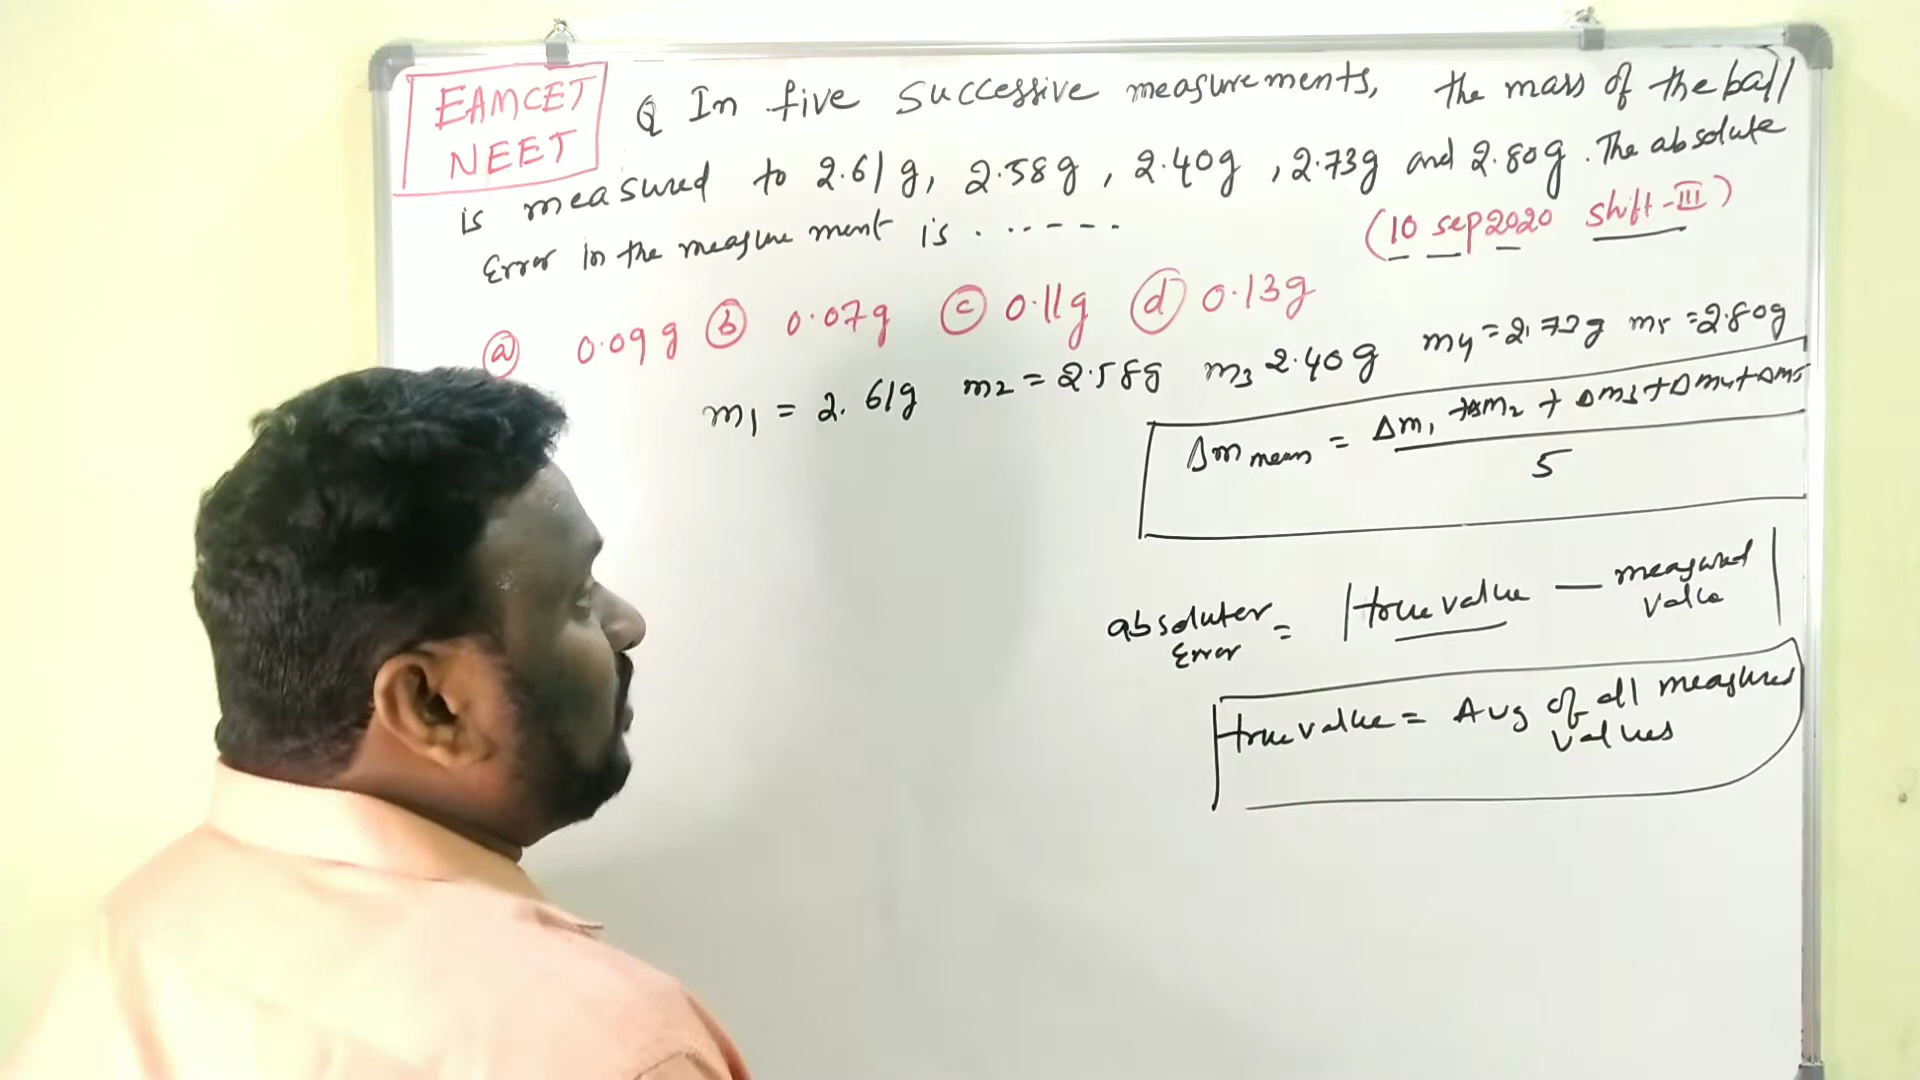 EAMCET
NEET
Q In five successive measurements, the mass of the ball
is measured to 2.61g, 2.58g, 2.40g, 2.73g and 2.80g. The absolute
Error in the measurement is ......
(10 sep 2020 shift-III)
ⓐ 0.09g ⓑ 0.07g ⓒ 0.11g ⓓ 0.13g
m1 = 2.61g m2 = 2.58g m3 2.40g m4 = 2.73g m5 = 2.80g
Δm mean = Δm1 + Δm2 + Δm3 + Δm4 + Δm5
5
absoluter Error = |true value — measured value|
true value = Avg of all measures values